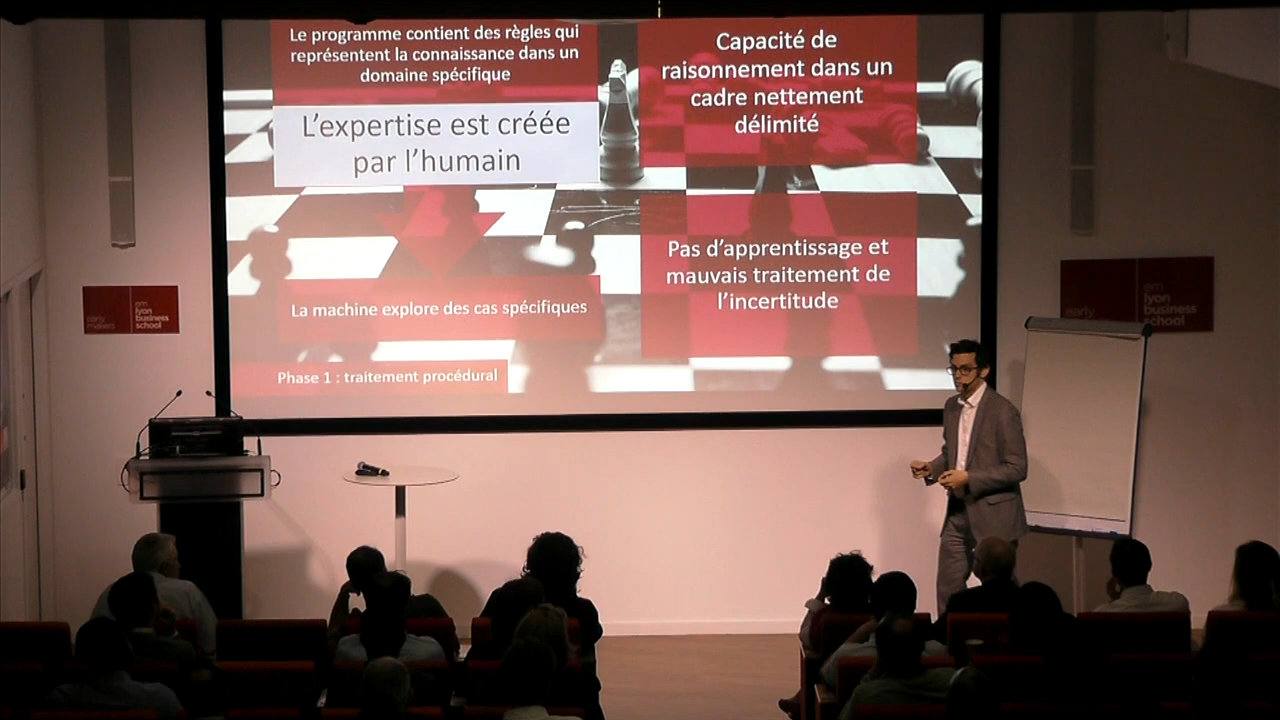 Le programme contient des règles qui
représentent la connaissance dans un
domaine spécifique
L'expertise est créée
par l'humain
La machine explore des cas spécifiques
Phase 1 : traitement procédural
Capacité de
raisonnement dans un
cadre nettement
délimité
Pas d'apprentissage et
mauvais traitement de
l'incertitude
early
makers
em
lyon
business
school
early
em
lyon
business
school